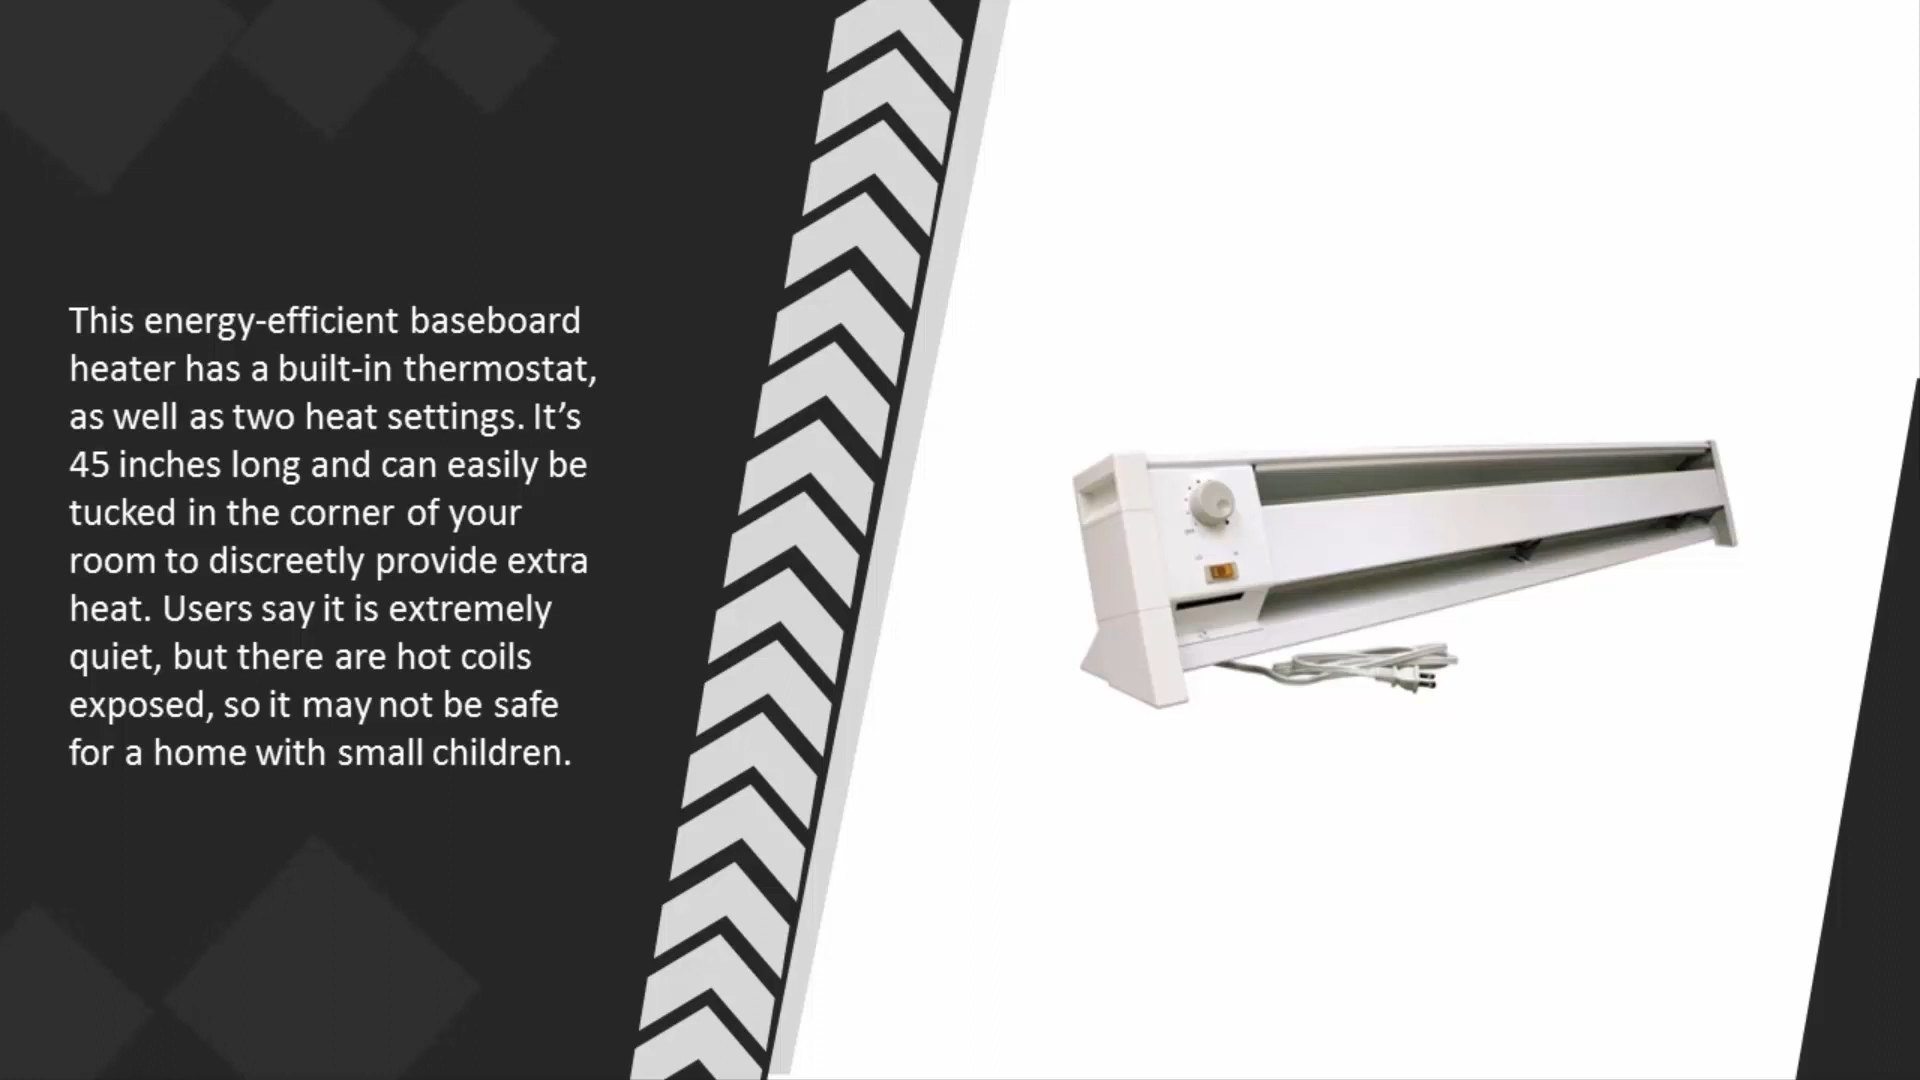 This energy-efficient baseboard
heater has a built-in thermostat,
as well as two heat settings. It’s
45 inches long and can easily be
tucked in the corner of your
room to discreetly provide extra
heat. Users say it is extremely
quiet, but there are hot coils
exposed, so it may not be safe
for a home with small children.